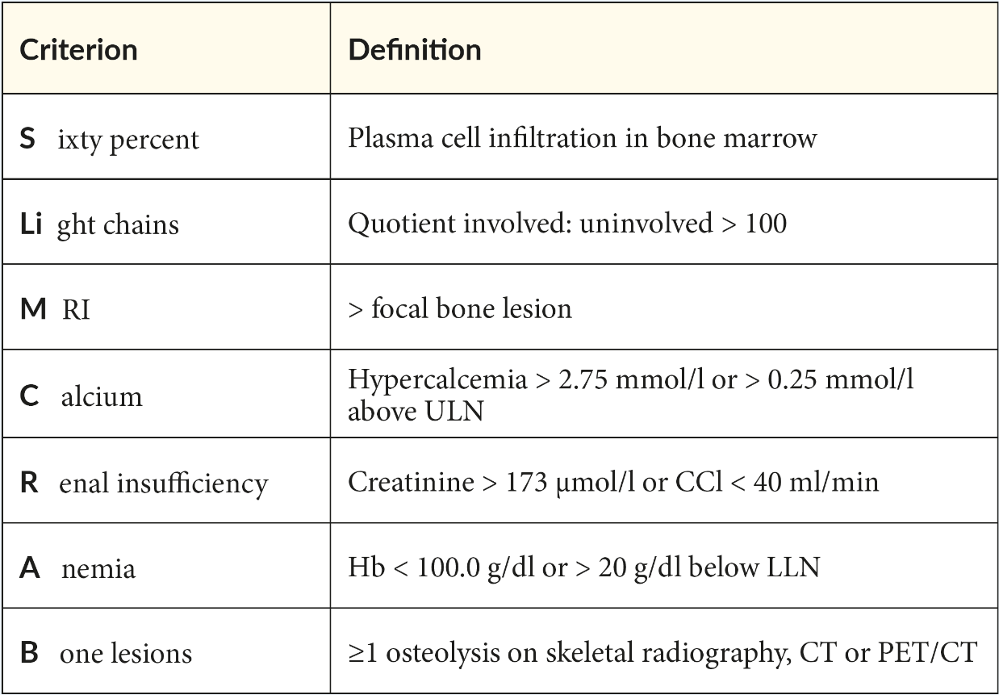 Criterion Definition
S ixty percent Plasma cell infiltration in bone marrow
Li ght chains Quotient involved: uninvolved > 100
M RI > focal bone lesion
C alcium Hypercalcemia > 2.75 mmol/l or > 0.25 mmol/l
above ULN
R enal insufficiency Creatinine > 173 μmol/l or CCl < 40 ml/min
A nemia Hb < 100.0 g/dl or > 20 g/dl below LLN
B one lesions ≥1 osteolysis on skeletal radiography, CT or PET/CT